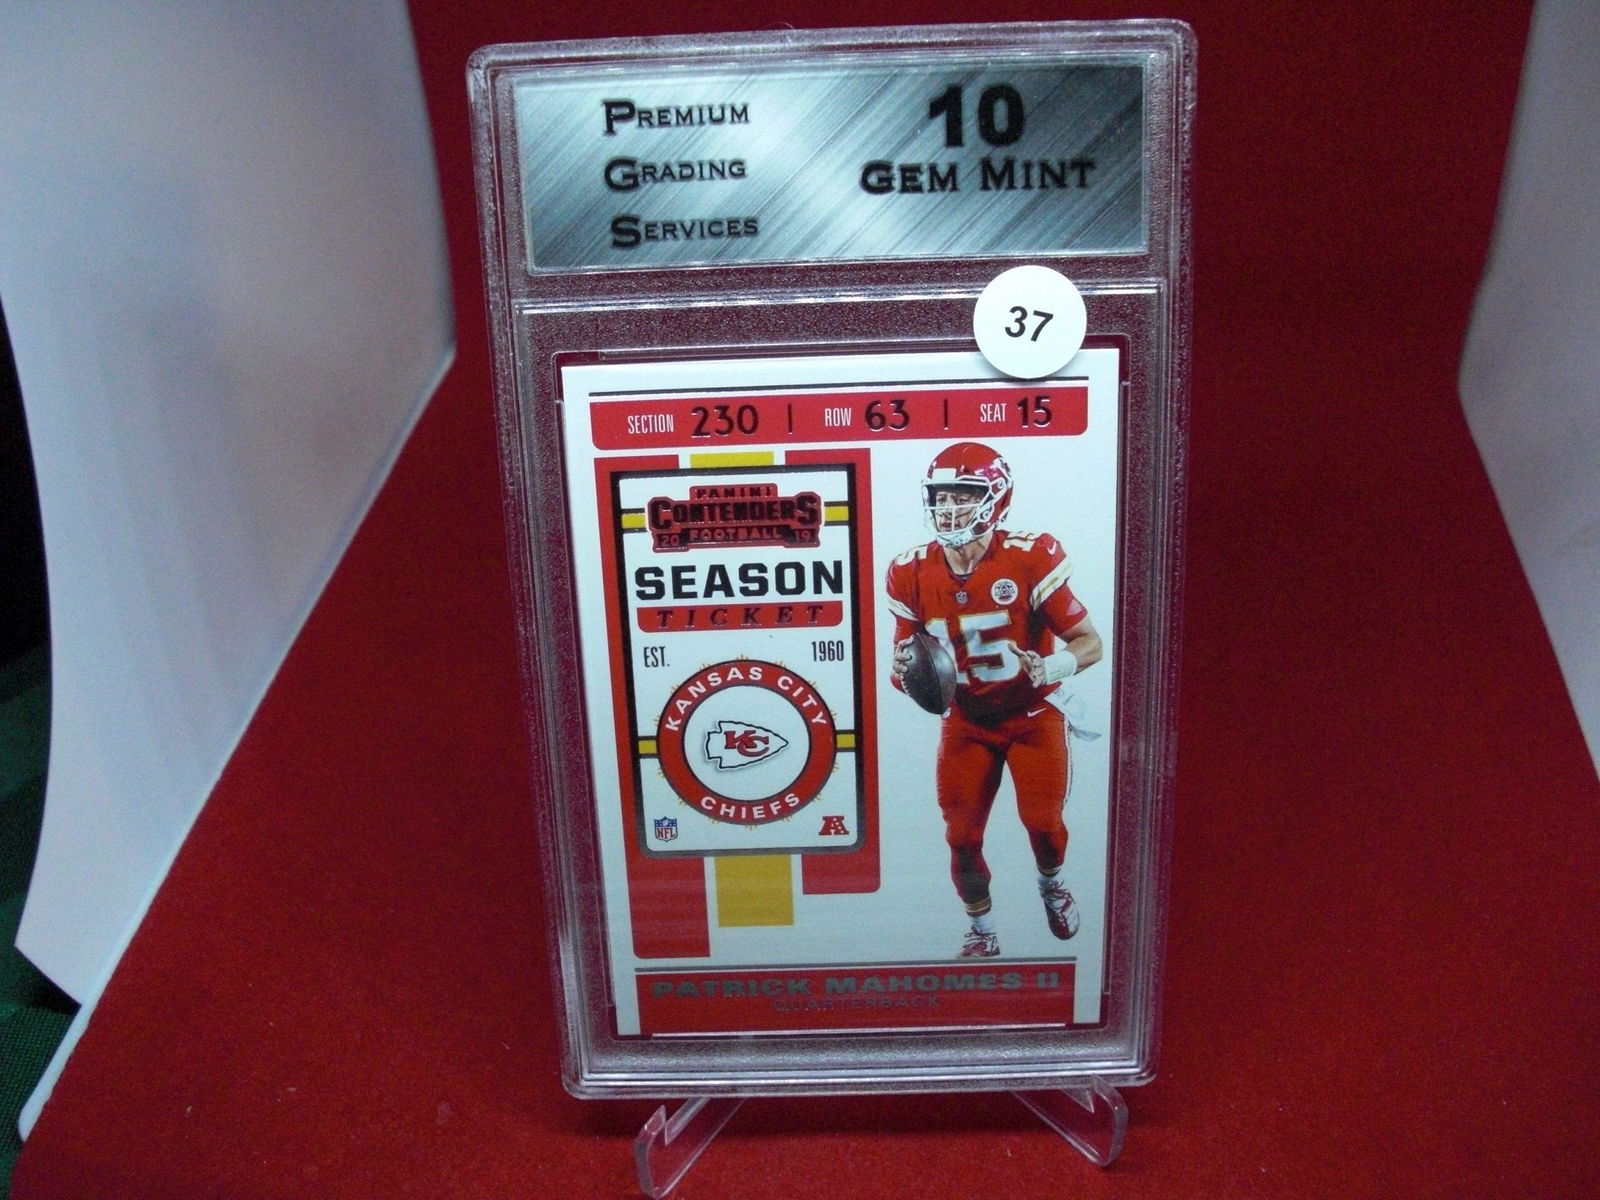 PREMIUM
GRADING
SERVICES
10
GEM MINT
37
SECTION 230 | ROW 63 | SEAT 15
PANINI
CONTENDERS
20 FOOTBALL 19
SEASON
TICKET
EST. 1960
KANSAS CITY
KC
CHIEFS
NFL
A
15
15
PATRICK MAHOMES II
QUARTERBACK